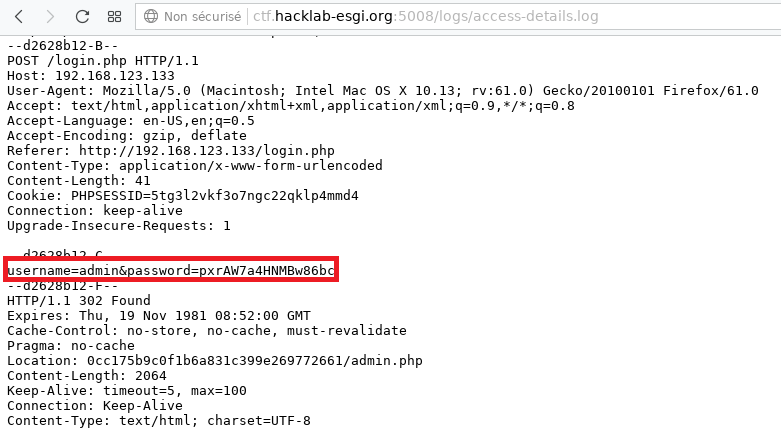 Non sécurisé ctf.hacklab-esgi.org:5008/logs/access-details.log
--d2628b12-B--
POST /login.php HTTP/1.1
Host: 192.168.123.133
User-Agent: Mozilla/5.0 (Macintosh; Intel Mac OS X 10.13; rv:61.0) Gecko/20100101 Firefox/61.0
Accept: text/html,application/xhtml+xml,application/xml;q=0.9,*/*;q=0.8
Accept-Language: en-US,en;q=0.5
Accept-Encoding: gzip, deflate
Referer: http://192.168.123.133/login.php
Content-Type: application/x-www-form-urlencoded
Content-Length: 41
Cookie: PHPSESSID=5tg3l2vkf3o7ngc22qklp4mmd4
Connection: keep-alive
Upgrade-Insecure-Requests: 1
--d2628b12-C--
username=admin&password=pxrAW7a4HNMBw86bc
--d2628b12-F--
HTTP/1.1 302 Found
Expires: Thu, 19 Nov 1981 08:52:00 GMT
Cache-Control: no-store, no-cache, must-revalidate
Pragma: no-cache
Location: 0cc175b9c0f1b6a831c399e269772661/admin.php
Content-Length: 2064
Keep-Alive: timeout=5, max=100
Connection: Keep-Alive
Content-Type: text/html; charset=UTF-8